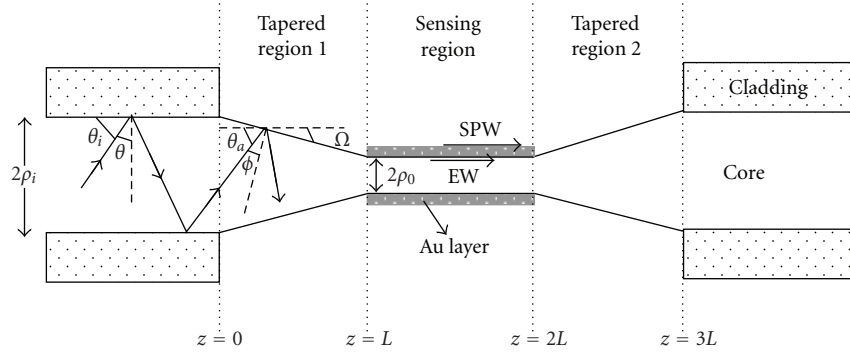 Tapered
region 1
Sensing
region
Tapered
region 2
Cladding
SPW
θi
θ
θa
ϕ
Ω
2ρi
2ρ0
EW
Core
Au layer
z = 0
z = L
z = 2L
z = 3L